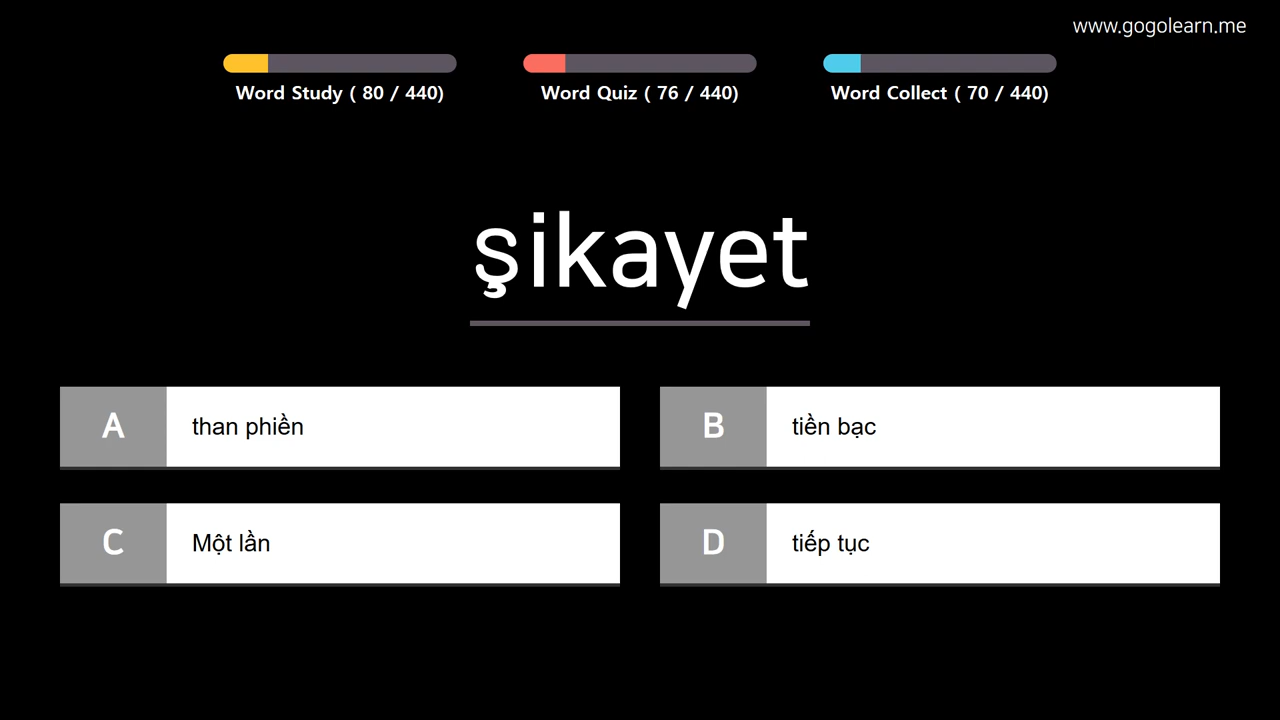 www.gogolearn.me
Word Study ( 80 / 440)
Word Quiz ( 76 / 440)
Word Collect ( 70 / 440)
şikayet
A
than phiền
B
tiền bạc
C
Một lần
D
tiếp tục